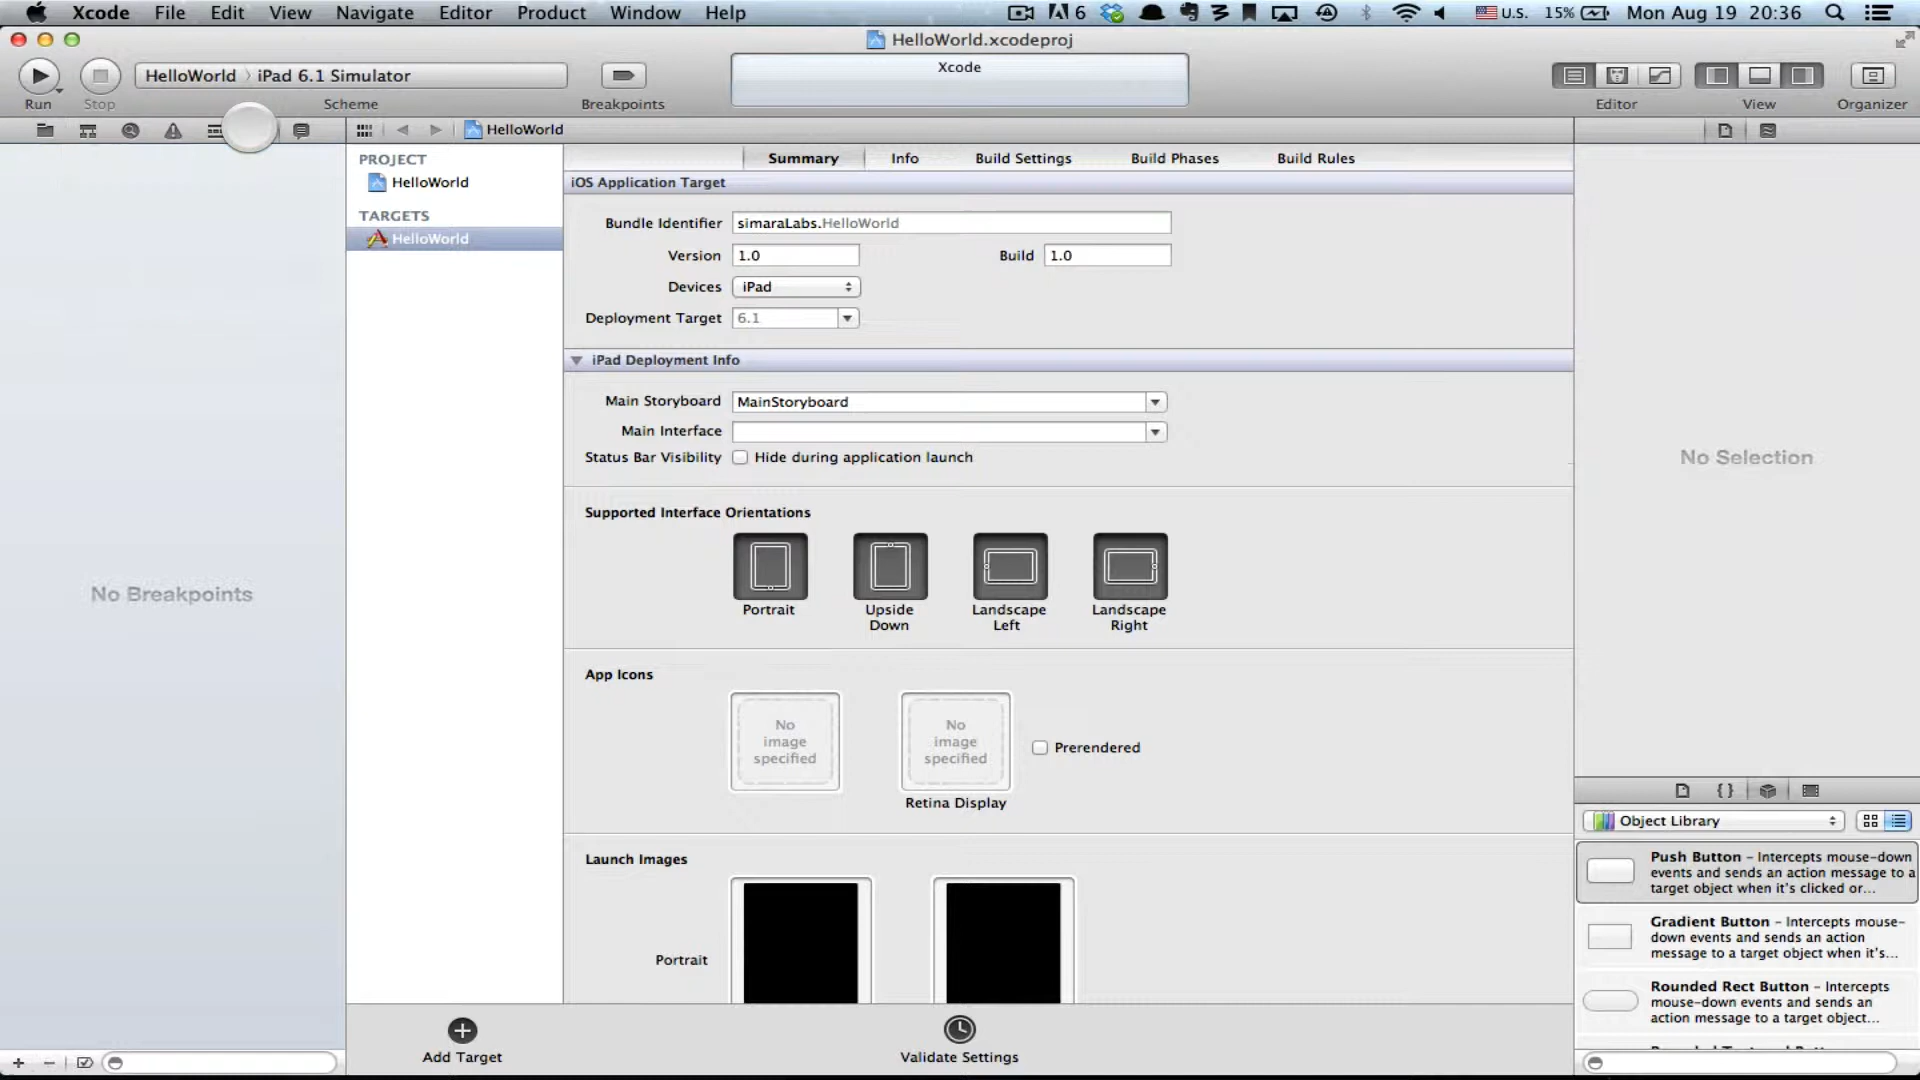 Xcode File Edit View Navigate Editor Product Window Help 6 U.S. 15% Mon Aug 19 20:36
HelloWorld.xcodeproj
HelloWorld iPad 6.1 Simulator
Xcode
Run Stop Scheme Breakpoints Editor View Organizer
HelloWorld
PROJECT
HelloWorld
TARGETS
HelloWorld
Summary Info Build Settings Build Phases Build Rules
iOS Application Target
Bundle Identifier simaraLabs.HelloWorld
Version 1.0 Build 1.0
Devices iPad
Deployment Target 6.1
iPad Deployment Info
Main Storyboard MainStoryboard
Main Interface
Status Bar Visibility Hide during application launch
No Selection
No Breakpoints
Supported Interface Orientations
Portrait
Upside
Down
Landscape
Left
Landscape
Right
App Icons
No
image
specified
No
image
specified
Prerendered
Retina Display
Launch Images
Portrait
Add Target
Validate Settings
{}
Object Library
Push Button – Intercepts mouse-down
events and sends an action message to a
target object when it's clicked or...
Gradient Button – Intercepts mouse-
down events and sends an action
message to a target object when it's...
Rounded Rect Button – Intercepts
mouse-down events and sends an
action message to a target object...